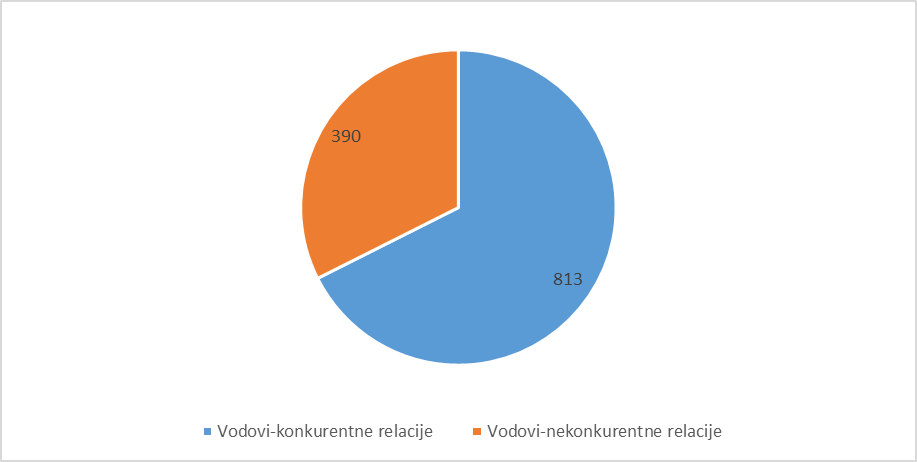 390
813
Vodovi-konkurentne relacije
Vodovi-nekonkurentne relacije